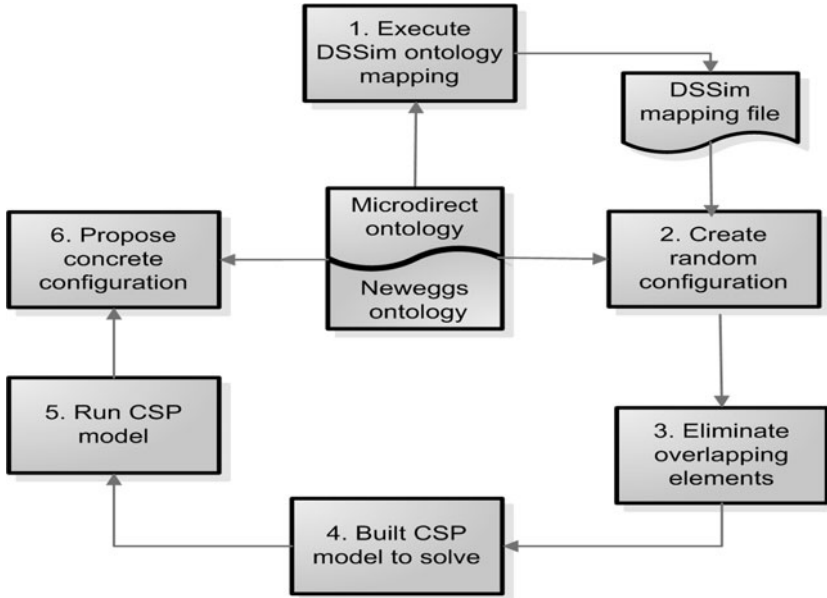 1. Execute
DSSim ontology
mapping
DSSim
mapping file
Microdirect
ontology
Neweggs
ontology
2. Create
random
configuration
3. Eliminate
overlapping
elements
4. Built CSP
model to solve
5. Run CSP
model
6. Propose
concrete
configuration